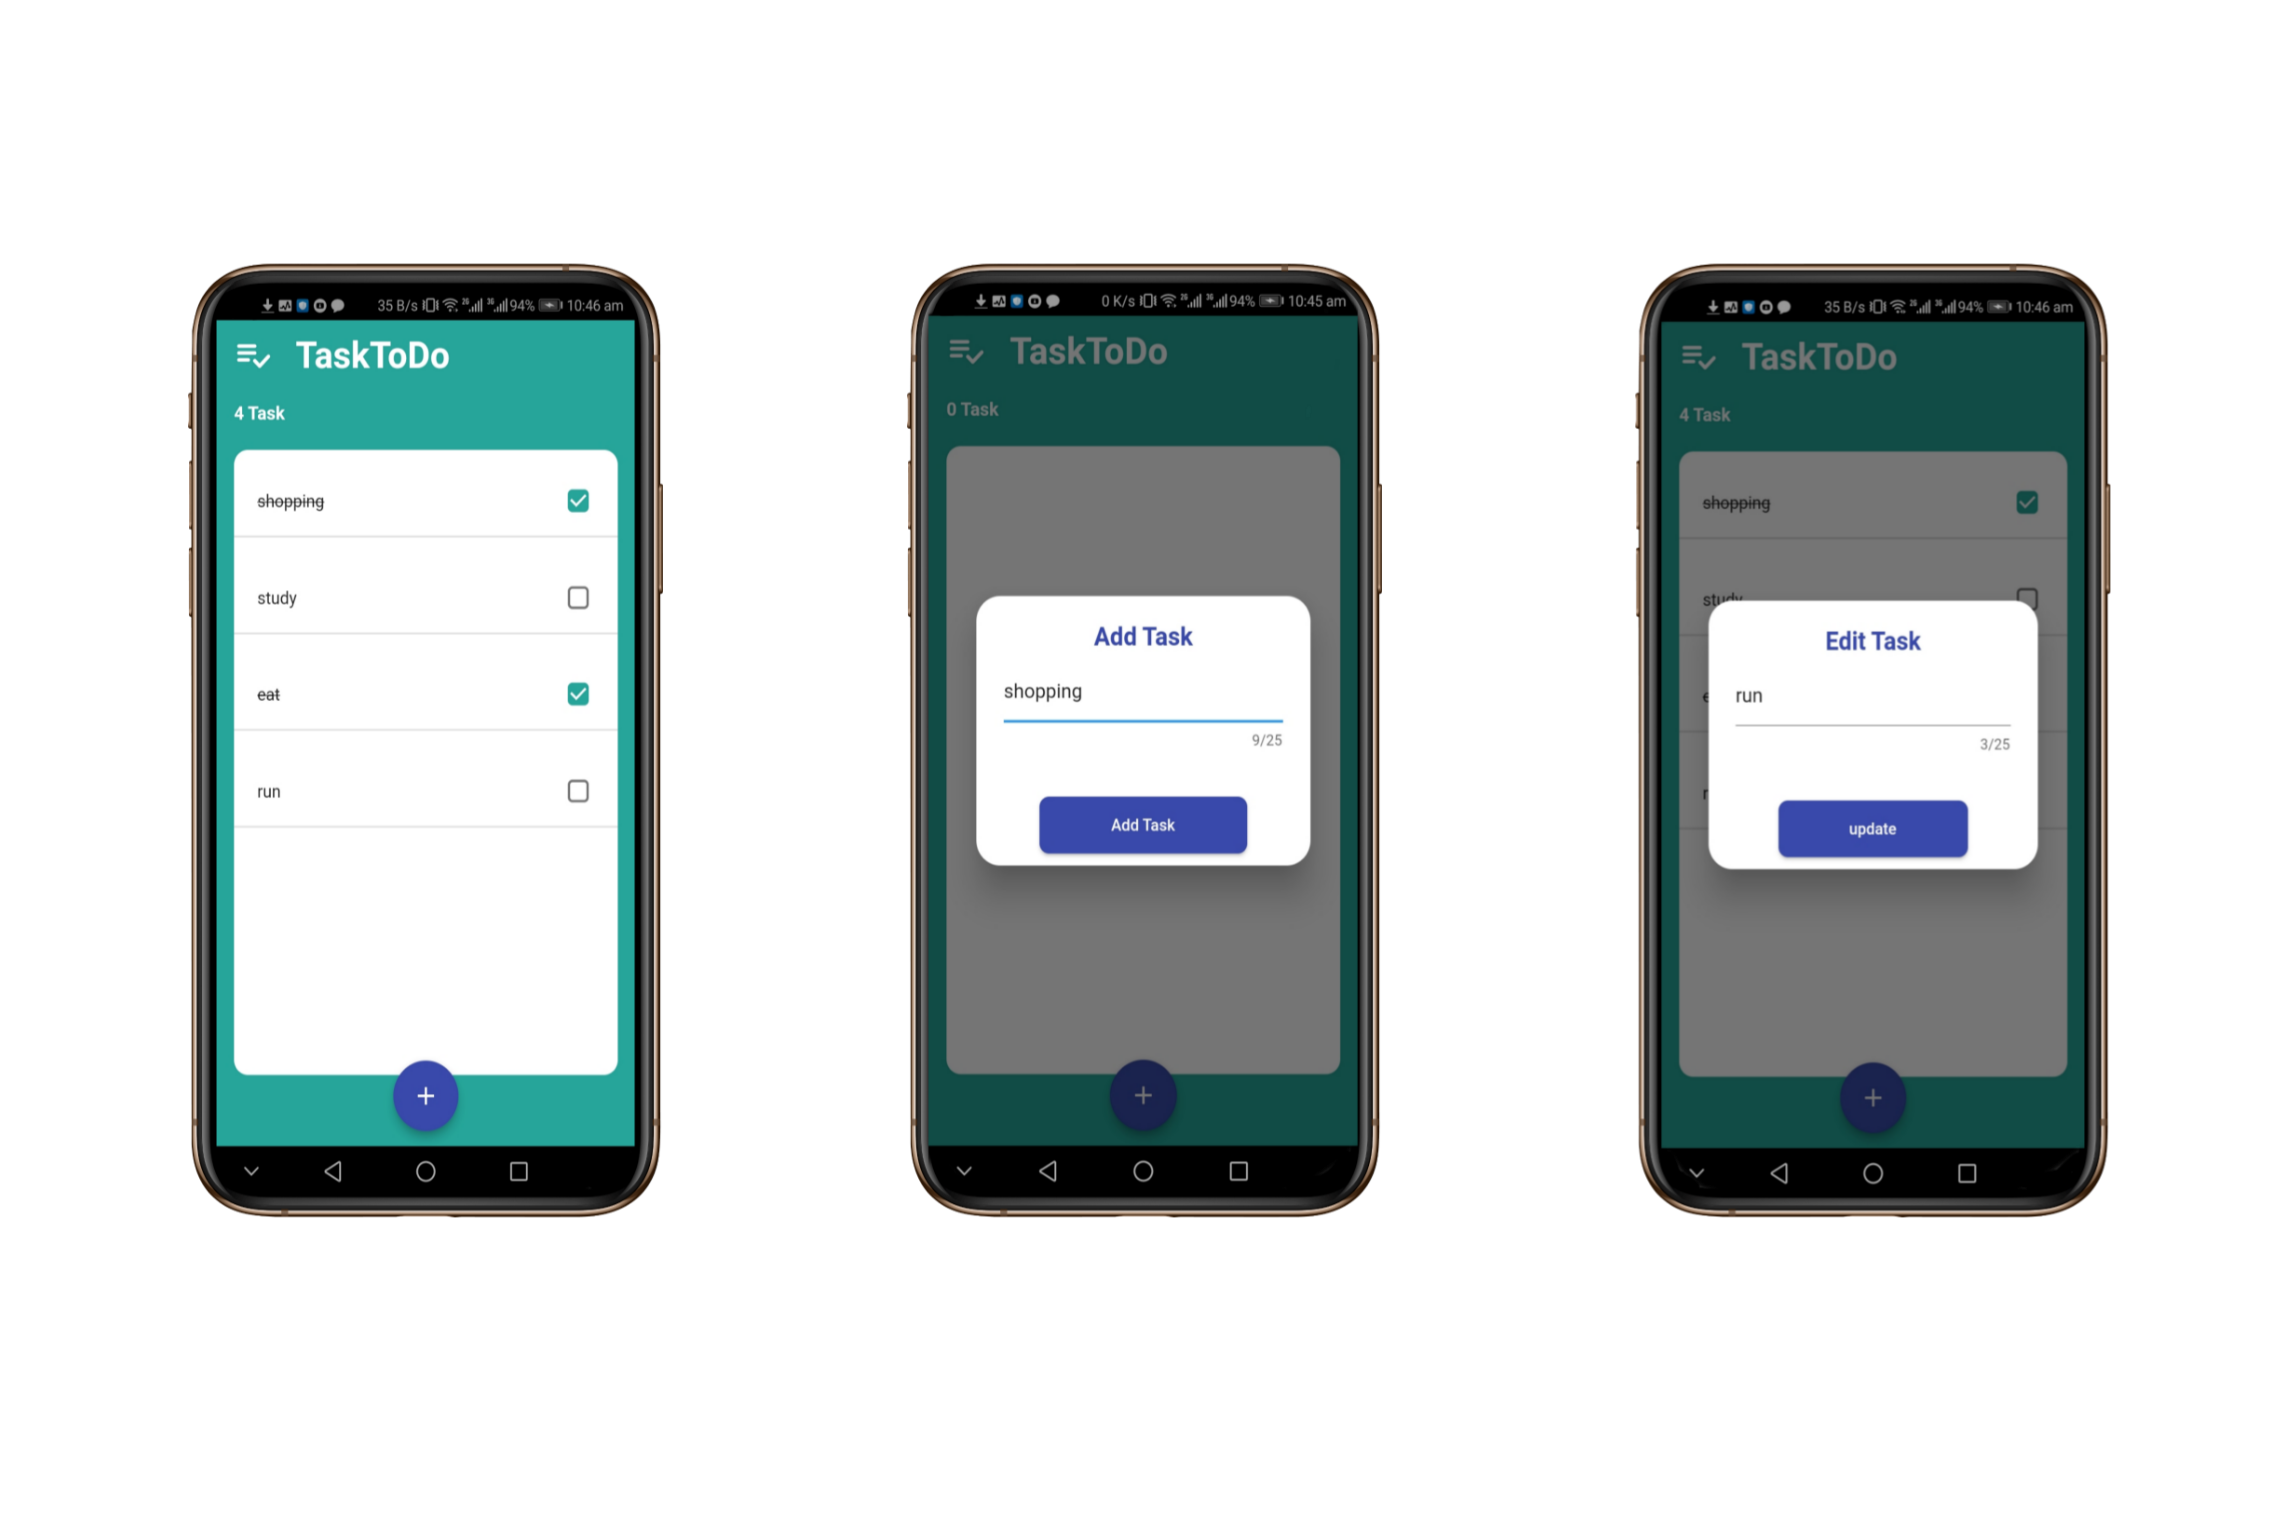 35 B/s 94% 10:46 am
TaskToDo
4 Task
shopping
study
eat
run
+
0 K/s 94% 10:45 am
TaskToDo
0 Task
Add Task
shopping
9/25
Add Task
+
35 B/s 94% 10:46 am
TaskToDo
4 Task
shopping
study
Edit Task
run
3/25
update
+